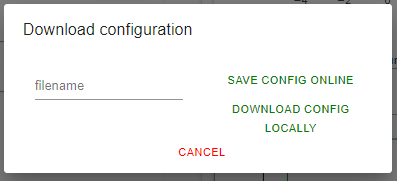 Download configuration
filename
SAVE CONFIG ONLINE
DOWNLOAD CONFIG
LOCALLY
CANCEL